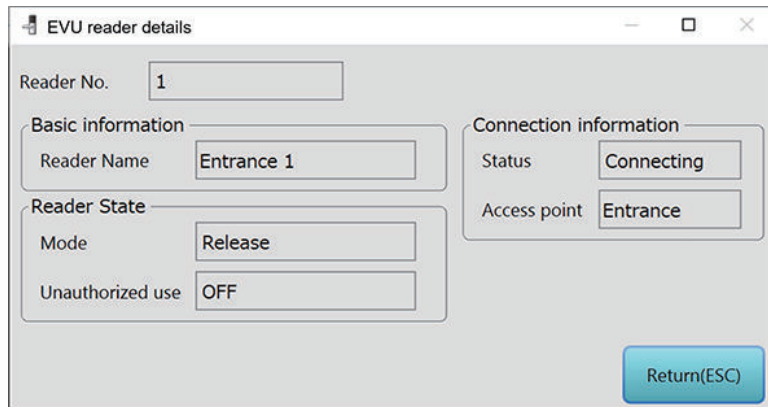 EVU reader details
Reader No. 1
Basic information
Reader Name Entrance 1
Reader State
Mode Release
Unauthorized use OFF
Connection information
Status Connecting
Access point Entrance
Return(ESC)